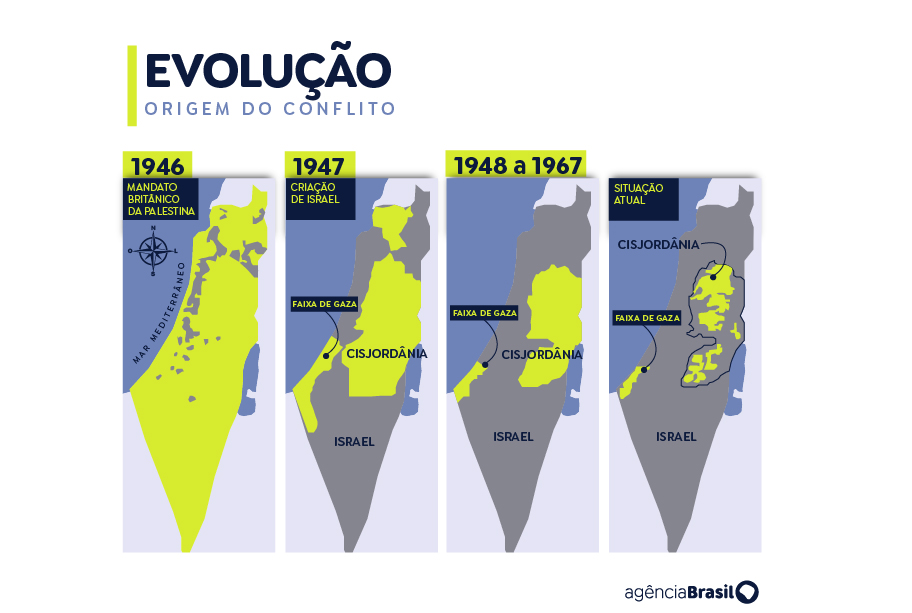 EVOLUÇÃO
ORIGEM DO CONFLITO
1946
MANDATO
BRITÂNICO
DA PALESTINA
N
O
L
S
MAR MEDITERRÂNEO
1947
CRIAÇÃO
DE ISRAEL
FAIXA DE GAZA
CISJORDÂNIA
ISRAEL
1948 a 1967
FAIXA DE GAZA
CISJORDÂNIA
ISRAEL
SITUAÇÃO
ATUAL
CISJORDÂNIA
FAIXA DE GAZA
ISRAEL
agênciaBrasil